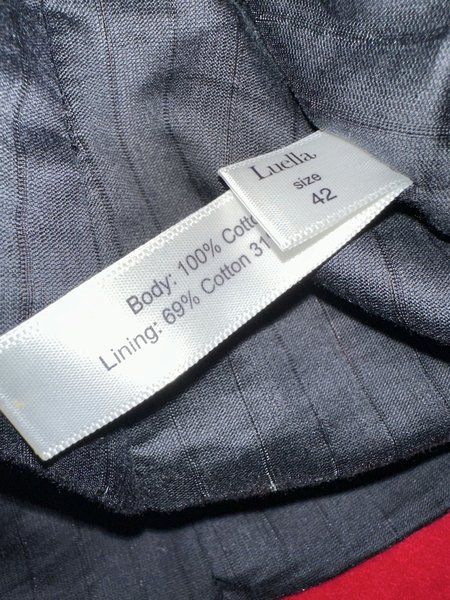 Luella
size
42
Body: 100% Cotto
Lining: 69% Cotton 31